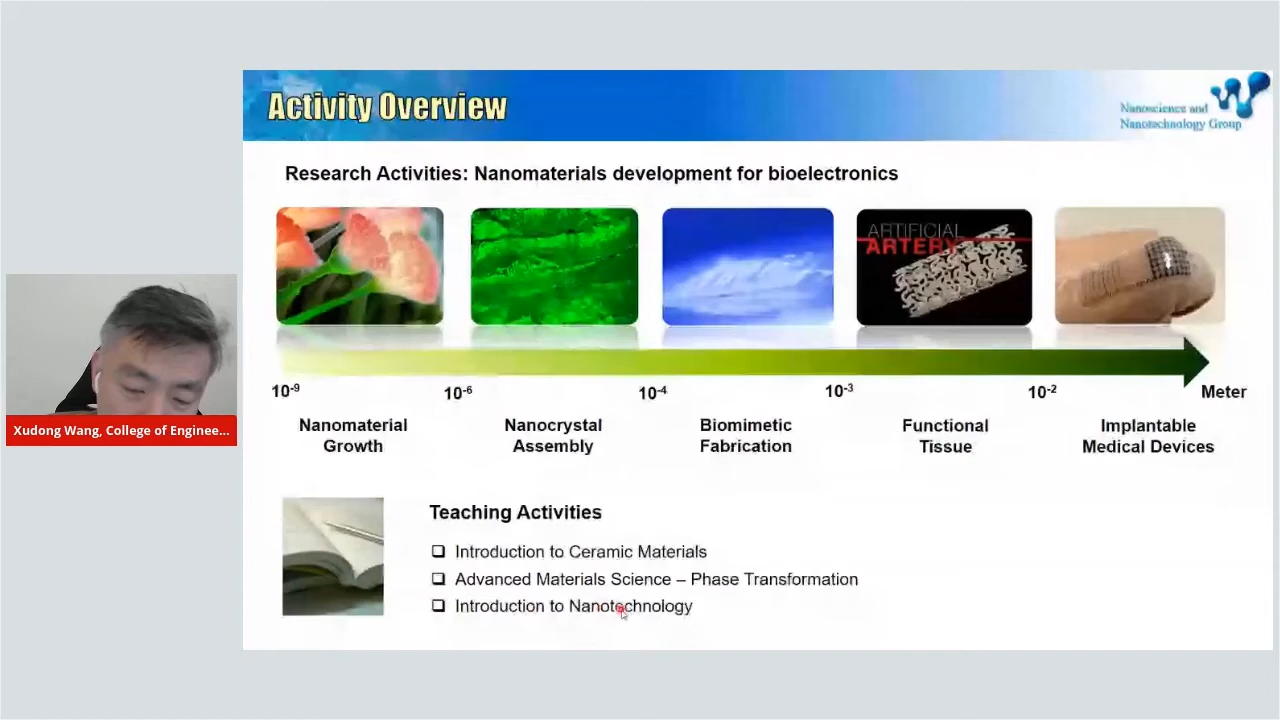 Activity Overview
Nanoscience and
Nanotechnology Group
Research Activities: Nanomaterials development for bioelectronics
ARTIFICIAL
ARTERY
10-9
10-6
10-4
10-3
10-2
Meter
Nanomaterial
Growth
Nanocrystal
Assembly
Biomimetic
Fabrication
Functional
Tissue
Implantable
Medical Devices
Xudong Wang, College of Enginee...
Teaching Activities
Introduction to Ceramic Materials
Advanced Materials Science – Phase Transformation
Introduction to Nanotechnology